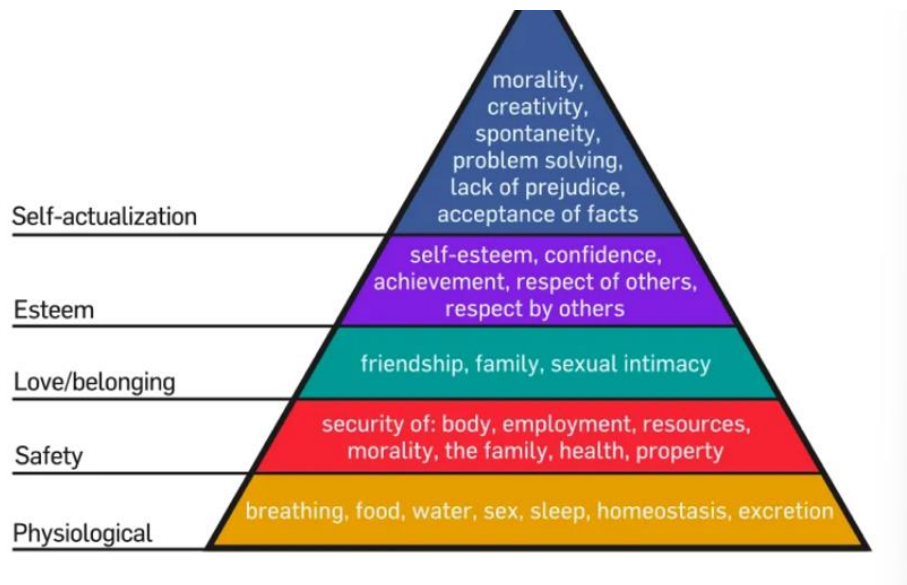 morality,
creativity,
spontaneity,
problem solving,
lack of prejudice,
acceptance of facts
Self-actualization
self-esteem, confidence,
achievement, respect of others,
respect by others
Esteem
friendship, family, sexual intimacy
Love/belonging
security of: body, employment, resources,
morality, the family, health, property
Safety
breathing, food, water, sex, sleep, homeostasis, excretion
Physiological